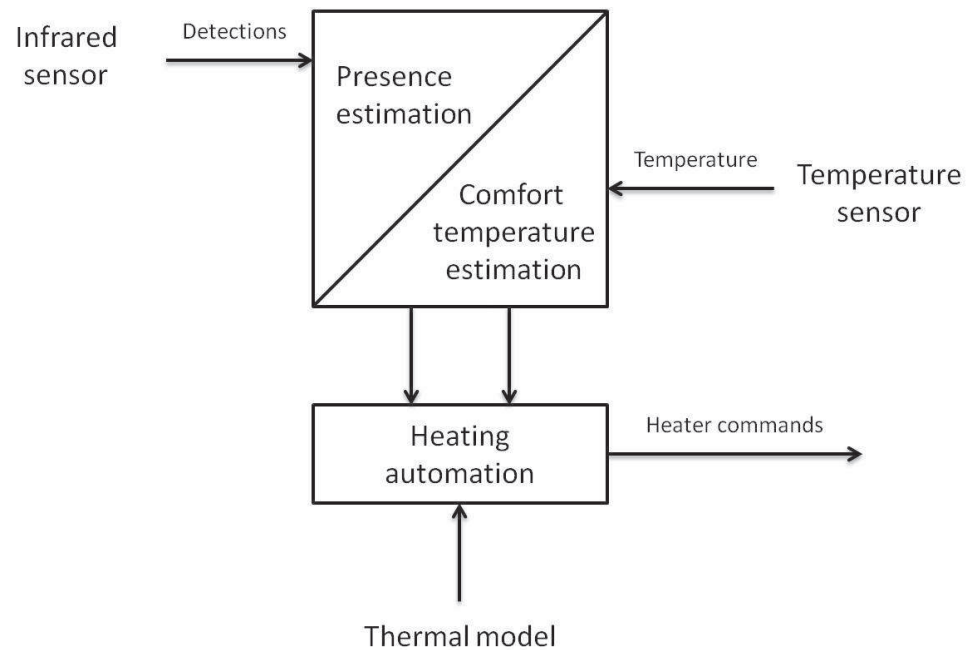 Infrared
sensor
Detections
Presence
estimation
Comfort
temperature
estimation
Temperature
Temperature
sensor
Heating
automation
Heater commands
Thermal model